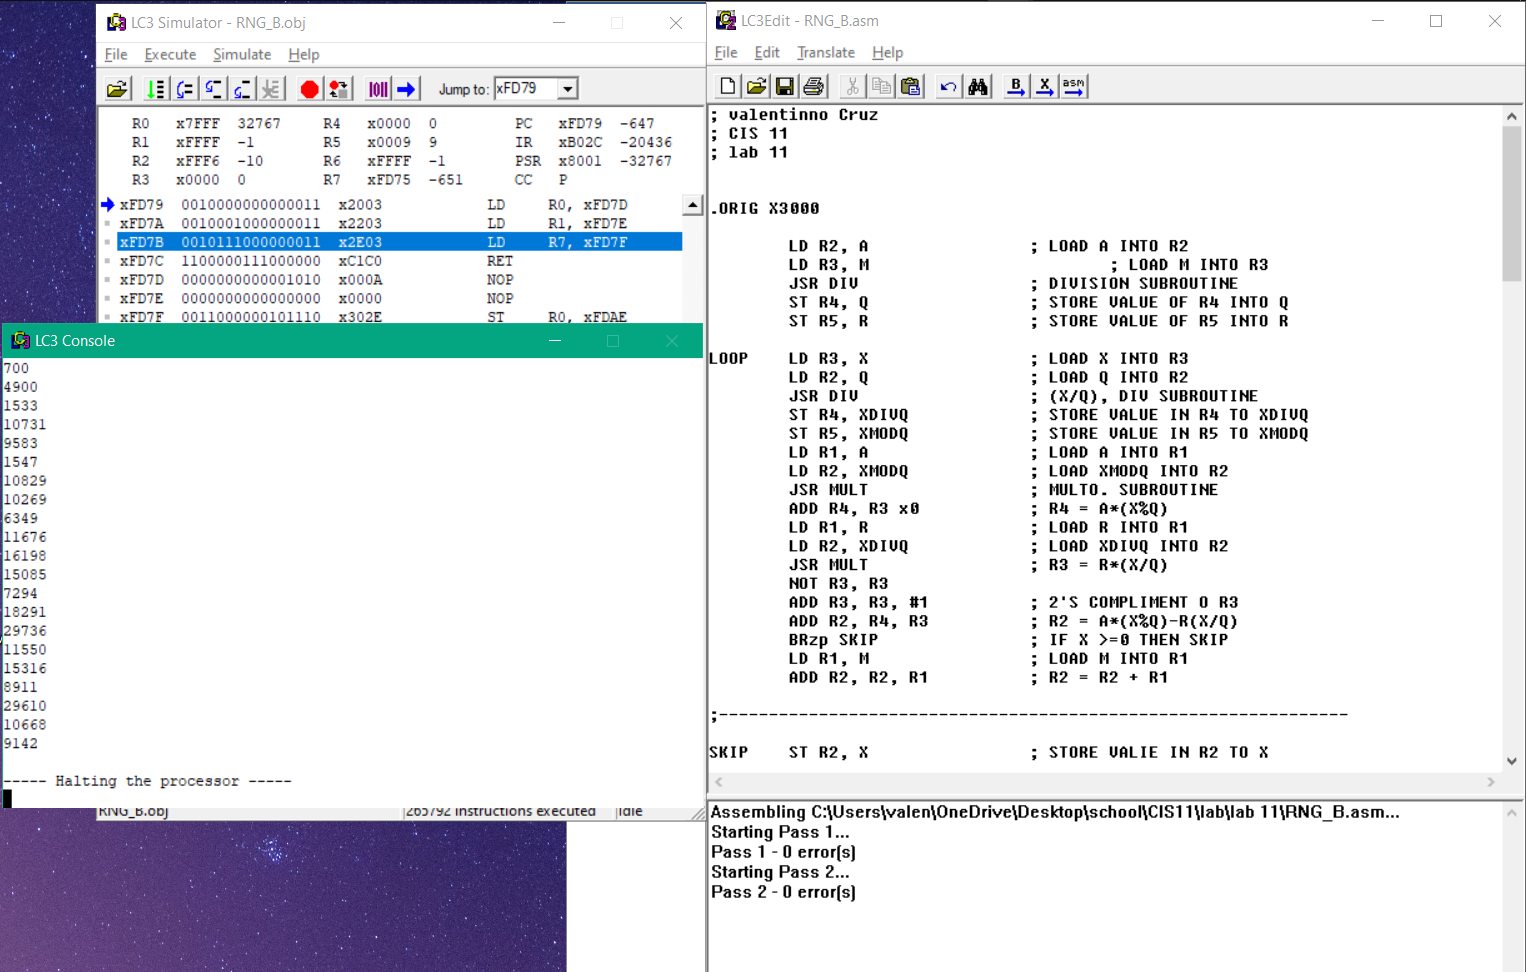 LC3 Simulator - RNG_B.obj
File Execute Simulate Help
Jump to: xFD79
R0 x7FFF 32767 R4 x0000 0 PC xFD79 -647
R1 xFFFF -1 R5 x0009 9 IR xB02C -20436
R2 xFFF6 -10 R6 xFFFF -1 PSR x8001 -32767
R3 x0000 0 R7 xFD75 -651 CC P
xFD79 0010000000000011 x2003 LD R0, xFD7D
xFD7A 0010001000000011 x2203 LD R1, xFD7E
xFD7B 0010111000000011 x2E03 LD R7, xFD7F
xFD7C 1100000111000000 xC1C0 RET
xFD7D 0000000000001010 x000A NOP
xFD7E 0000000000000000 x0000 NOP
xFD7F 0011000000101110 x302E ST R0, xFDAE
LC3 Console
700
4900
1533
10731
9583
1547
10829
10269
6349
11676
16198
15085
7294
18291
29736
11550
15316
8911
29610
10668
9142
----- Halting the processor -----
RNG_B.obj 265792 instructions executed Idle
LC3Edit - RNG_B.asm
File Edit Translate Help
B X asm
; Valentinno Cruz
; CIS 11
; lab 11
.ORIG X3000
LD R2, A ; LOAD A INTO R2
LD R3, M ; LOAD M INTO R3
JSR DIV ; DIVISION SUBROUTINE
ST R4, Q ; STORE VALUE OF R4 INTO Q
ST R5, R ; STORE VALUE OF R5 INTO R
LOOP LD R3, X ; LOAD X INTO R3
LD R2, Q ; LOAD Q INTO R2
JSR DIV ; (X/Q), DIV SUBROUTINE
ST R4, XDIVQ ; STORE VALUE IN R4 TO XDIVQ
ST R5, XMODQ ; STORE VALUE IN R5 TO XMODQ
LD R1, A ; LOAD A INTO R1
LD R2, XMODQ ; LOAD XMODQ INTO R2
JSR MULT ; MULTO. SUBROUTINE
ADD R4, R3 x0 ; R4 = A*(X%Q)
LD R1, R ; LOAD R INTO R1
LD R2, XDIVQ ; LOAD XDIVQ INTO R2
JSR MULT ; R3 = R*(X/Q)
NOT R3, R3
ADD R3, R3, #1 ; 2'S COMPLIMENT O R3
ADD R2, R4, R3 ; R2 = A*(X%Q)-R(X/Q)
BRzp SKIP ; IF X >=0 THEN SKIP
LD R1, M ; LOAD M INTO R1
ADD R2, R2, R1 ; R2 = R2 + R1
;---------------------------------------------------------------
SKIP ST R2, X ; STORE VALIE IN R2 TO X
Assembling C:\Users\valen\OneDrive\Desktop\school\CIS11\lab\lab 11\RNG_B.asm...
Starting Pass 1...
Pass 1 - 0 error(s)
Starting Pass 2...
Pass 2 - 0 error(s)